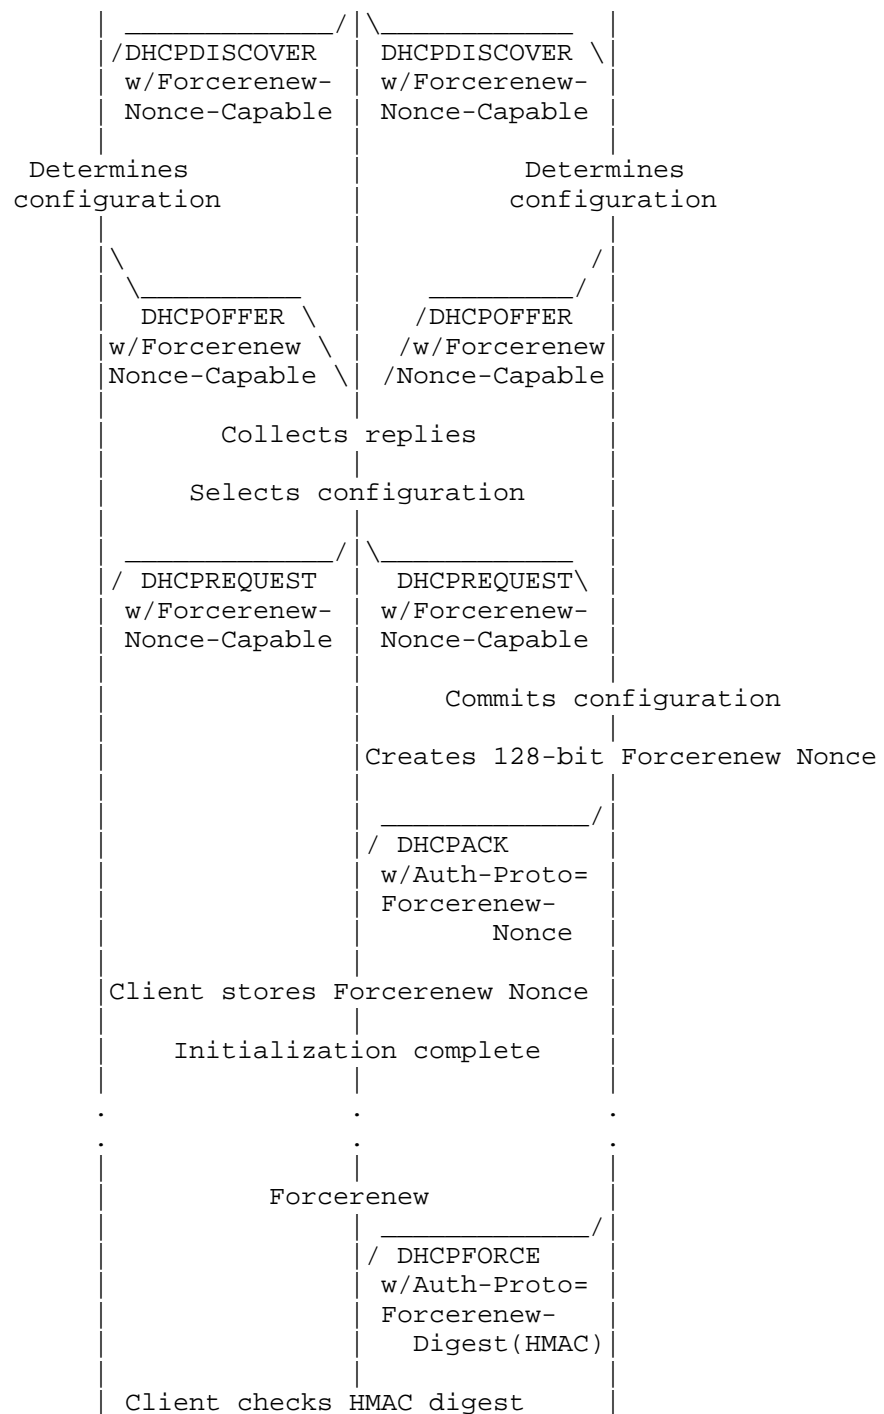 /DHCPDISCOVER DHCPDISCOVER \
w/Forcerenew- w/Forcerenew-
Nonce-Capable Nonce-Capable
Determines Determines
configuration configuration
DHCPOFFER \ /DHCPOFFER
w/Forcerenew \ /w/Forcerenew
Nonce-Capable \ /Nonce-Capable
Collects replies
Selects configuration
/ DHCPREQUEST DHCPREQUEST\
w/Forcerenew- w/Forcerenew-
Nonce-Capable Nonce-Capable
Commits configuration
Creates 128-bit Forcerenew Nonce
/ DHCPACK
w/Auth-Proto=
Forcerenew-
Nonce
Client stores Forcerenew Nonce
Initialization complete
. . .
. . .
Forcerenew
/ DHCPFORCE
w/Auth-Proto=
Forcerenew-
Digest(HMAC)
Client checks HMAC digest